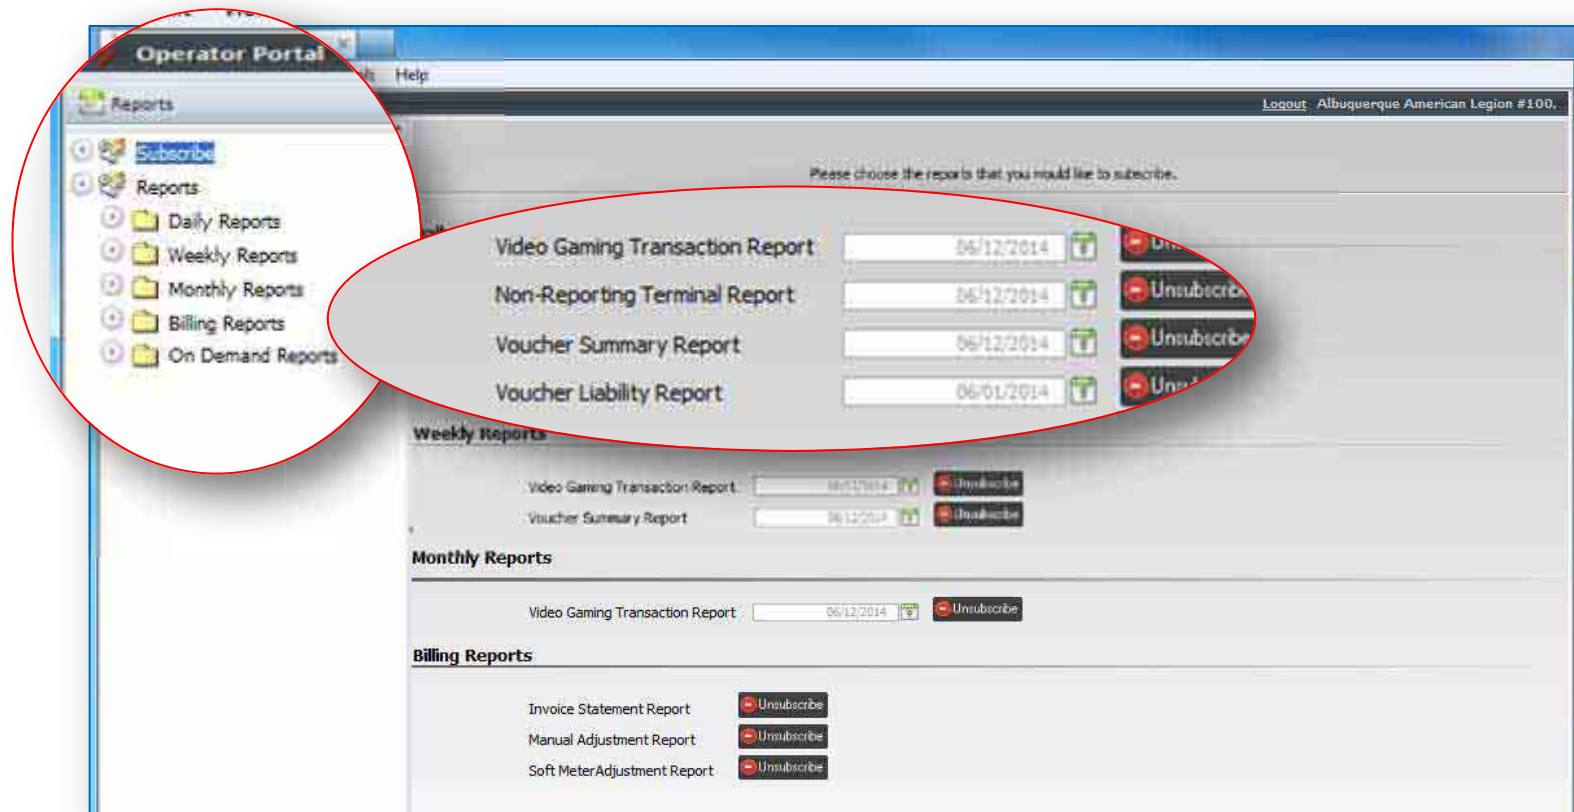 Operator Portal
Help
Reports
Logout Albuquerque American Legion #100.
Subscribe
Reports
Daily Reports
Weekly Reports
Monthly Reports
Billing Reports
On Demand Reports
Please choose the reports that you would like to subscribe.
Video Gaming Transaction Report 06/12/2014
Non-Reporting Terminal Report 06/12/2014 Unsubscribe
Voucher Summary Report 06/12/2014 Unsubscribe
Voucher Liability Report 06/01/2014
Weekly Reports
Video Gaming Transaction Report Unsubscribe
Voucher Summary Report 06/12/2014 Unsubscribe
Monthly Reports
Video Gaming Transaction Report 06/12/2014 Unsubscribe
Billing Reports
Invoice Statement Report Unsubscribe
Manual Adjustment Report Unsubscribe
Soft MeterAdjustment Report Unsubscribe